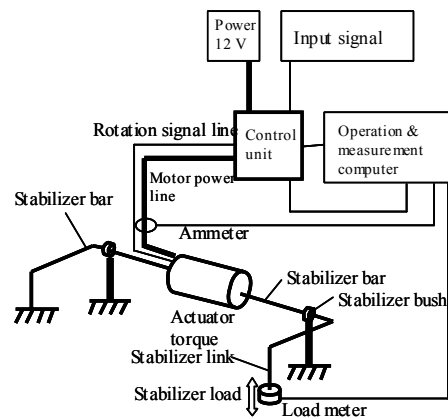 Power
12 V
Input signal
Rotation signal line
Control
unit
Operation &
measurement
computer
Motor power
line
Stabilizer bar
Ammeter
Stabilizer bar
Stabilizer bush
Actuator
torque
Stabilizer link
Stabilizer load
Load meter